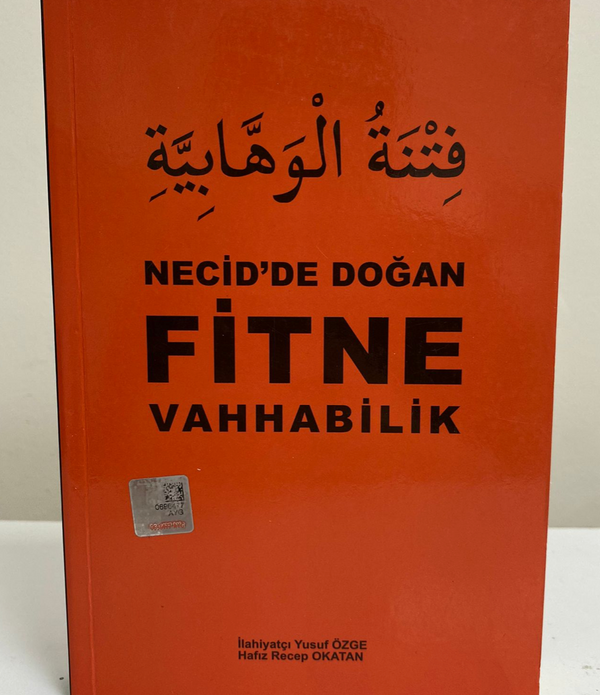 فِتْنَةُ الْوَهَّابِيَّةِ
NECİD'DE DOĞAN
FİTNE
VAHHABİLİK
İlahiyatçı Yusuf ÖZGE
Hafız Recep OKATAN